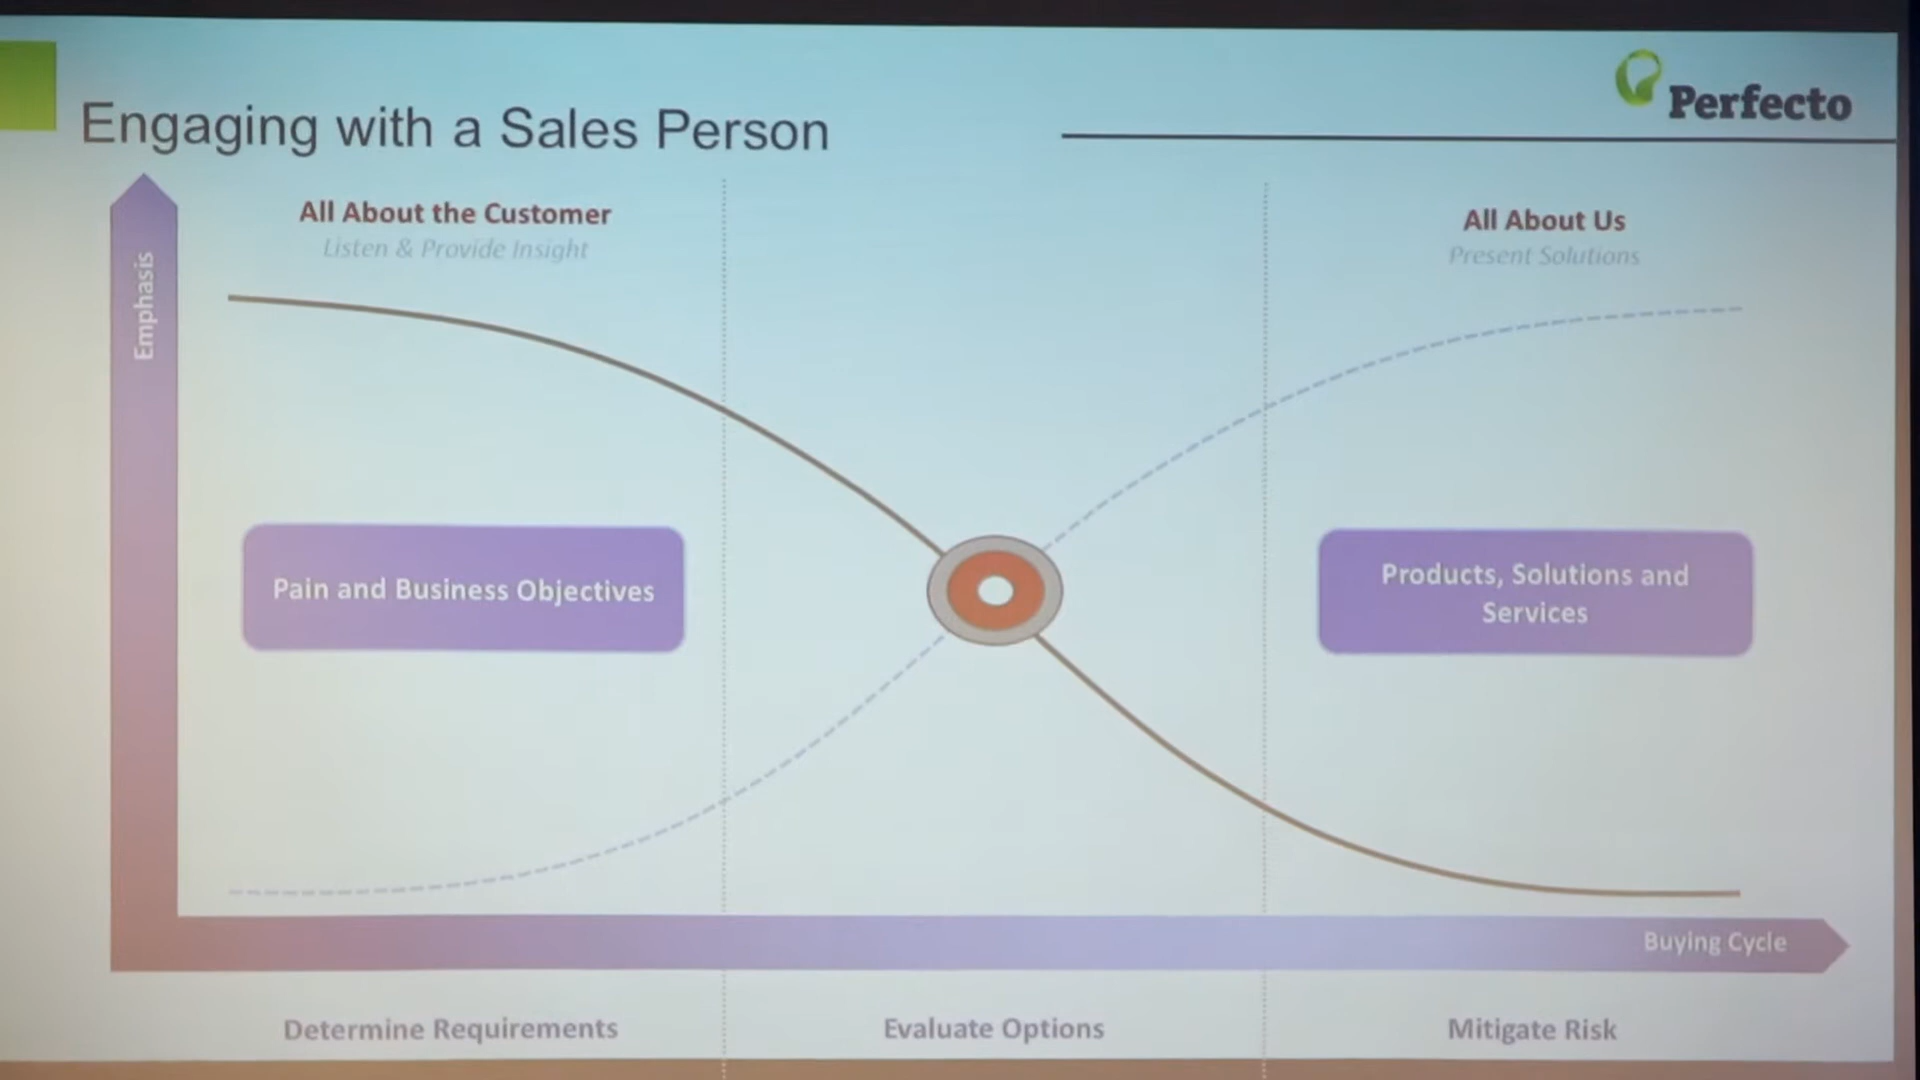 Engaging with a Sales Person
Perfecto
All About the Customer
Listen & Provide Insight
All About Us
Present Solutions
Emphasis
Pain and Business Objectives
Products, Solutions and
Services
Buying Cycle
Determine Requirements
Evaluate Options
Mitigate Risk